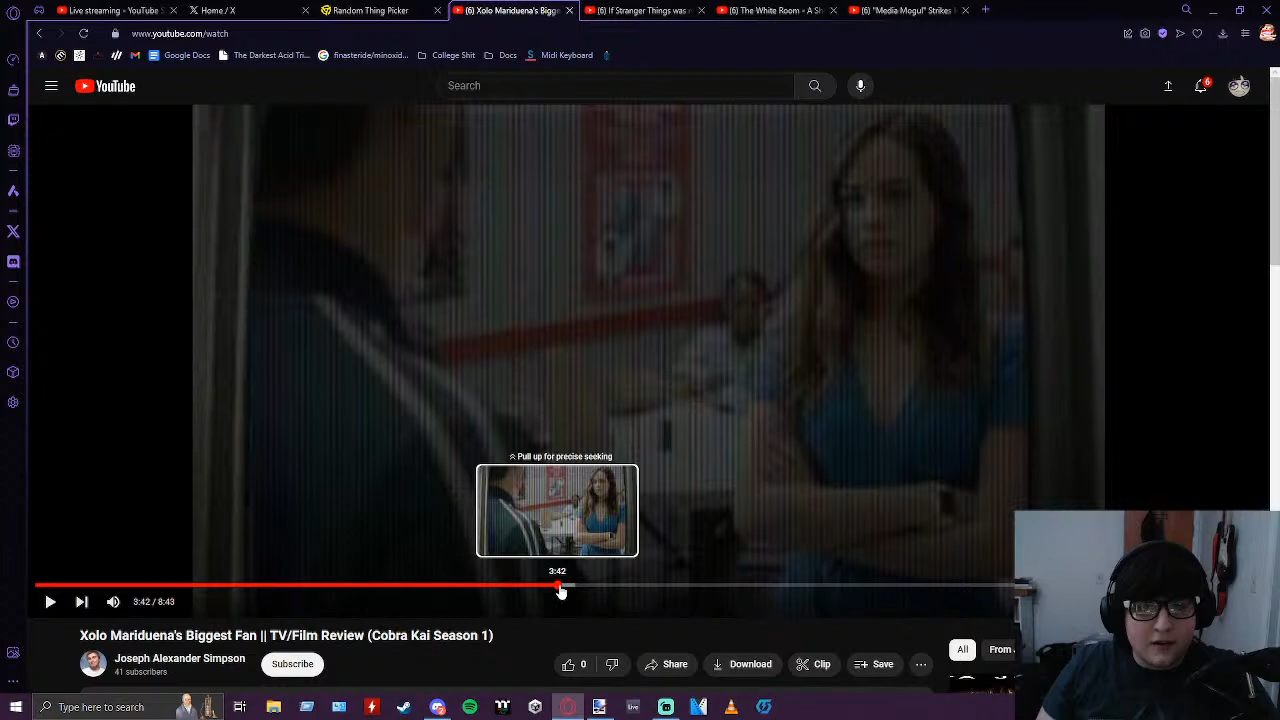 (6) Live streaming - YouTube S
Home / X
Random Thing Picker
(6) Xolo Mariduena's Bigge
(6) If Stranger Things was r
(6) The White Room • A Sh
(6) "Media Mogul" Strikes
www.youtube.com/watch
Google Docs
The Darkest Acid Tri...
finasteride/minoxid...
College Shit
Docs
Midi Keyboard
YouTube
Search
6
Pull up for precise seeking
3:42
3:42 / 8:43
Xolo Mariduena's Biggest Fan || TV/Film Review (Cobra Kai Season 1)
Joseph Alexander Simpson
41 subscribers
Subscribe
0
Share
Download
Clip
Save
All
From
Type here to search
Live